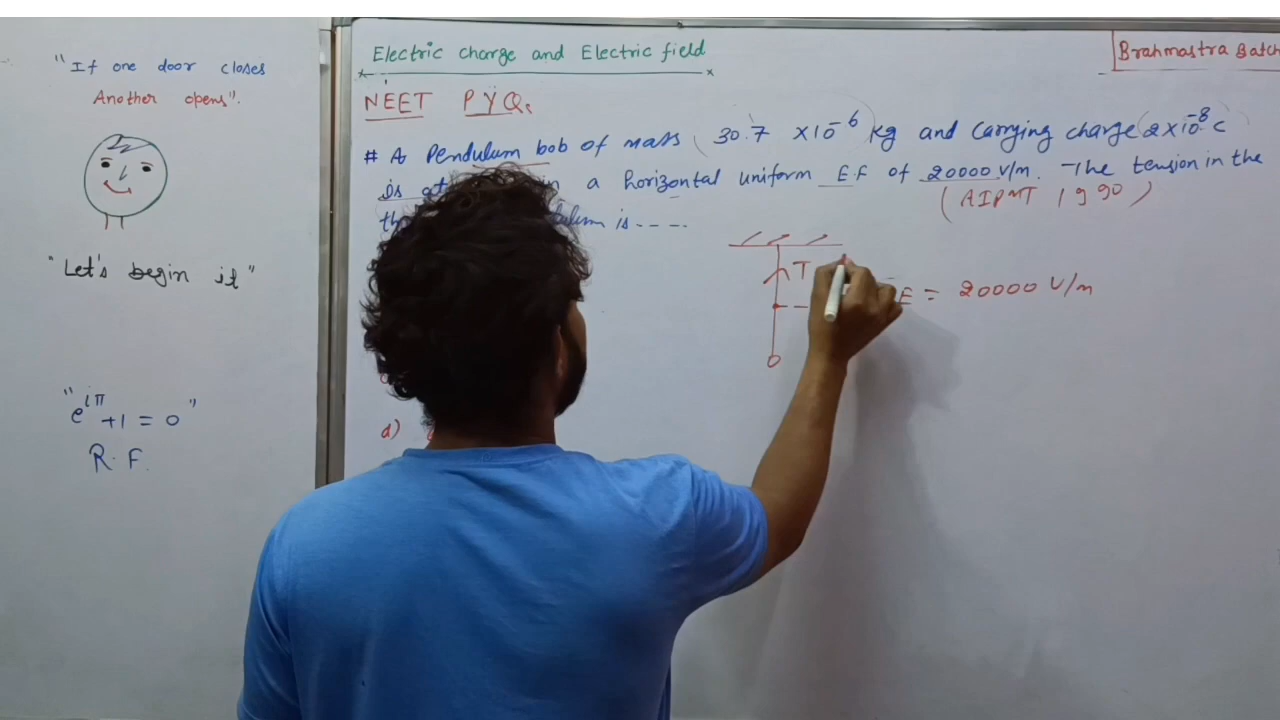 "If one door closes
Another opens".
"Let's begin it"
"e^iπ +1 = 0"
R.F.
Electric charge and Electric field
Brahmastra Batch
NEET PYQs
# A Pendulum bob of mass (30.7 ×10^-6) kg and carrying charge (2×10^-8 c
is in a horizontal uniform E.F of 20000 V/m. The tension in the
is ----
(AIPMT 1990)
T
E = 20000 V/m
d)